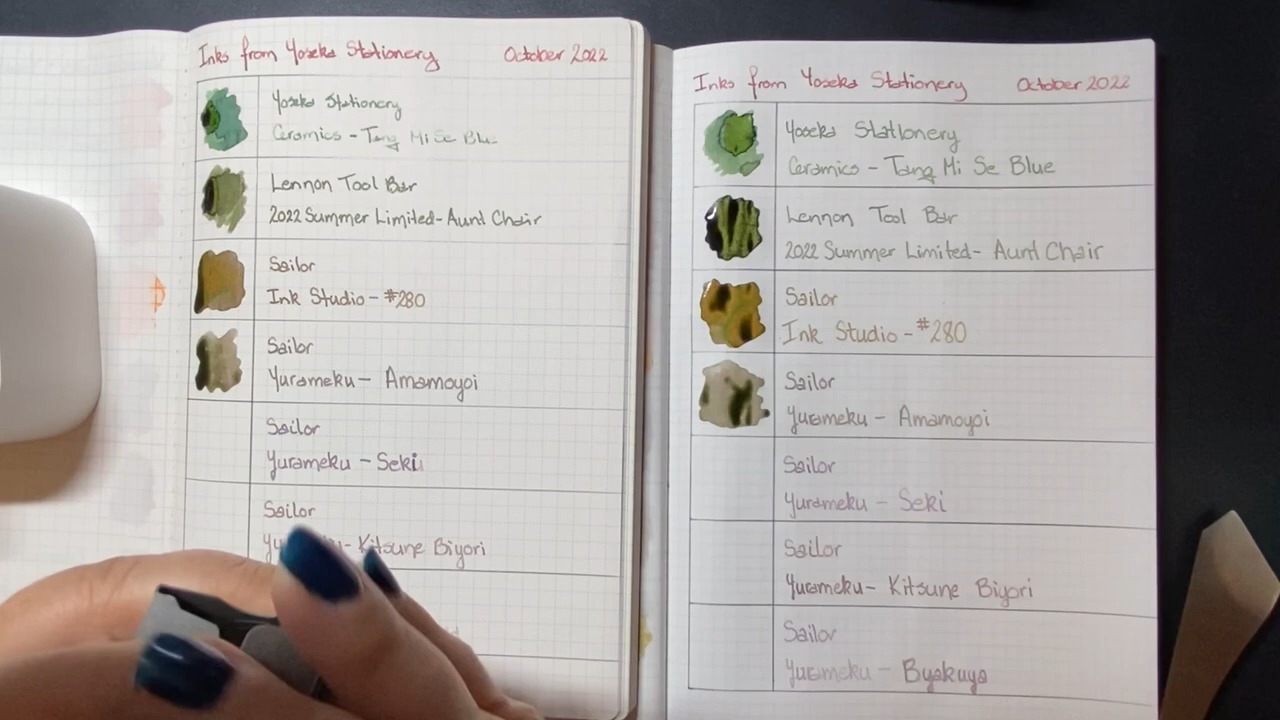 Inks from Yoseka Stationery October 2022
Yoseka Stationery
Ceramics - Tang Mi Se Blue
Lennon Tool Bar
2022 Summer Limited- Aunt Chair
Sailor
Ink Studio - #280
Sailor
Yurameku - Amamoyoi
Sailor
Yurameku - Seki
Sailor
Kitsune Biyori
Inks from Yoseka Stationery October 2022
Yoseka Stationery
Ceramics - Tang Mi Se Blue
Lennon Tool Bar
2022 Summer Limited- Aunt Chair
Sailor
Ink Studio - #280
Sailor
Yurameku - Amamoyoi
Sailor
Yurameku - Seki
Sailor
Yurameku- Kitsune Biyori
Sailor
Yurameku - Byakuya